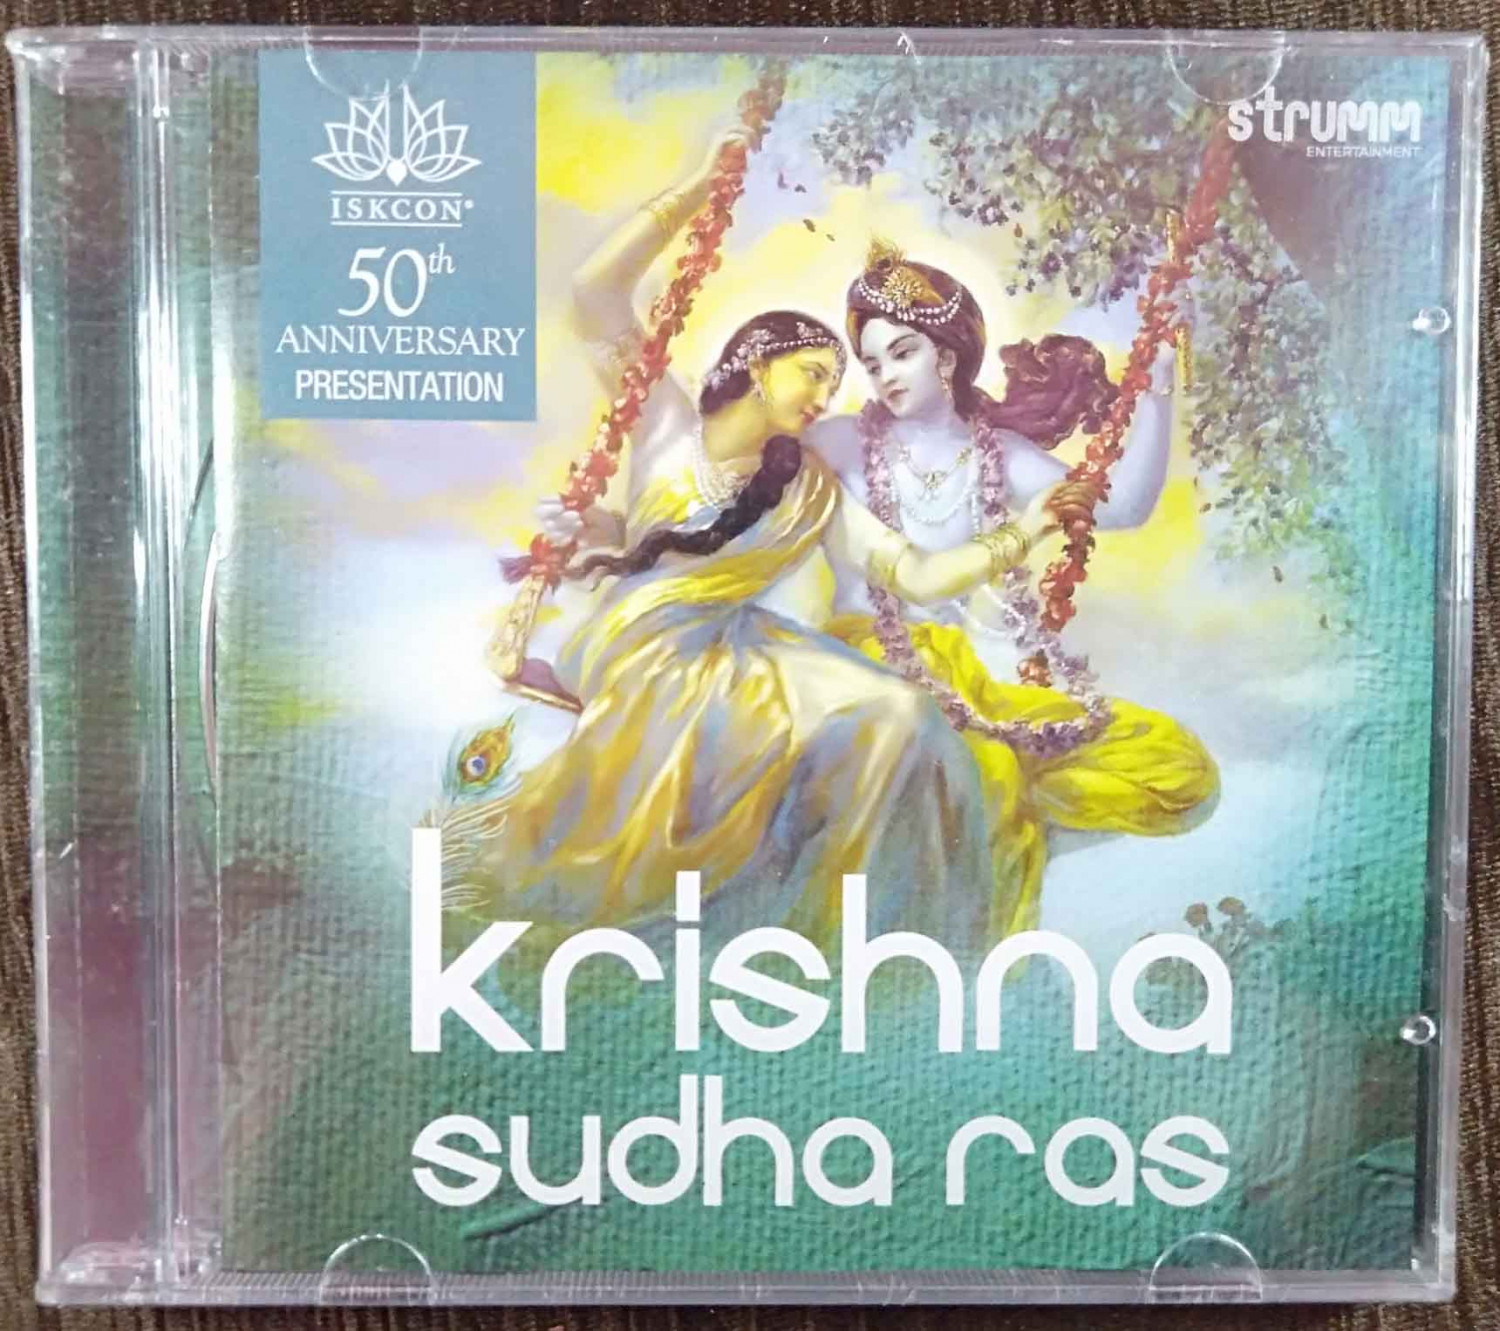 ISKCON®
50th
ANNIVERSARY
PRESENTATION
strumm
ENTERTAINMENT
krishna
sudha ras